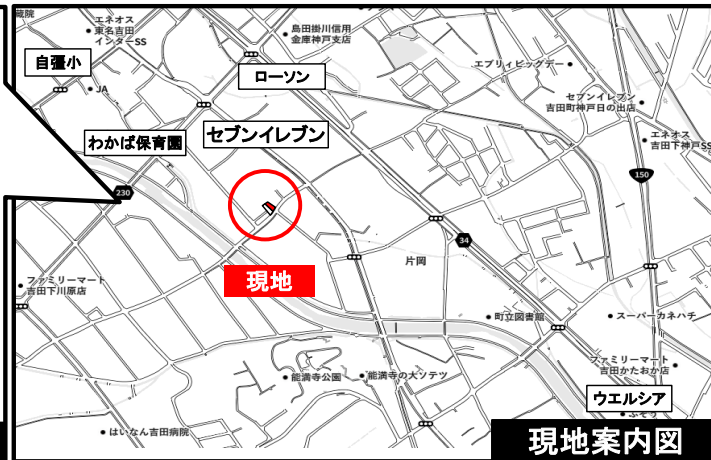 蔵院
エネオス
東名吉田
インターSS
島田掛川信用
金庫神戸支店
自彊小
JA
ローソン
エブリィビッグデー
セブンイレブン
吉田町神戸日の出店
わかば保育園
セブンイレブン
エネオス
吉田下神戸SS
150
230
34
片岡
現地
ファミリーマート
吉田下川原店
町立図書館
スーパーカネハチ
ファミリーマート
吉田かたおか店
能満寺公園
能満寺の大ソテツ
ウエルシア
はいなん吉田病院
現地案内図